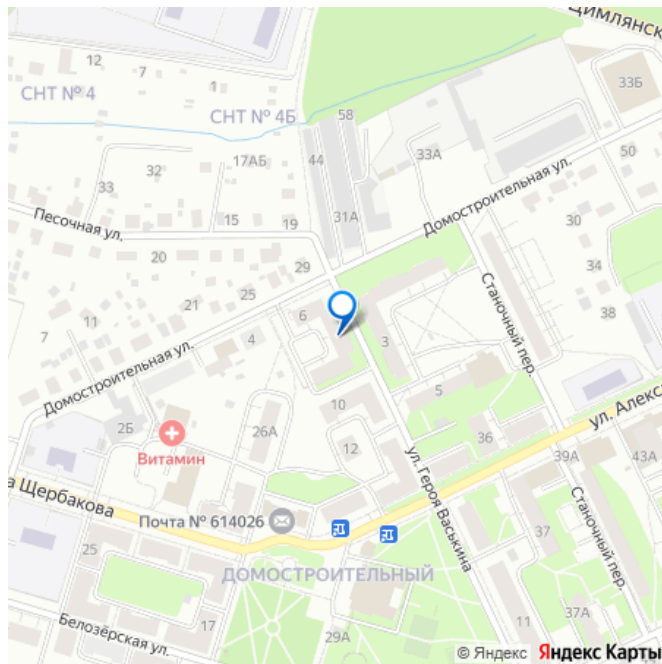 Цимлянск
12
7
1
33Б
СНТ № 4
СНТ № 4Б
58
17АБ
44
33А
50
32
33
Домостроительная ул.
31А
Песочная ул.
15
19
30
20
29
34
Станочный пер.
25
21
6
38
11
3
7
4
Домостроительная ул.
5
10
ул. Алекс
2Б
26А
36
Витамин
12
39А
43А
ул. Героя Васькина
а Щербакова
Почта № 614026
Станочный пер.
37
25
ДОМОСТРОИТЕЛЬНЫЙ
37А
17
11
29А
Белозёрская ул.
© Яндекс Яндекс Карты